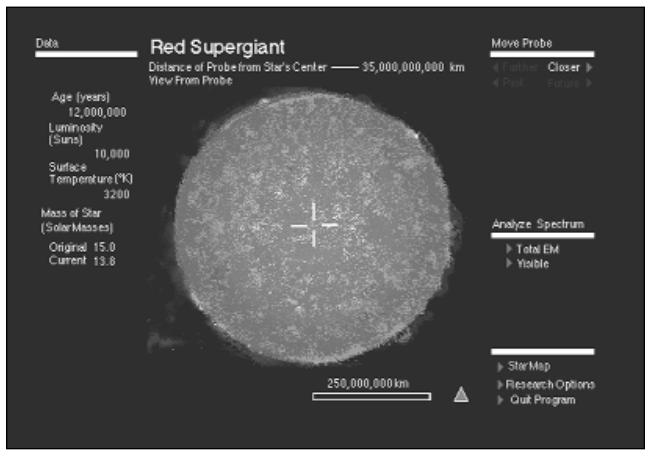 Data
Age (years)
12,000,000
Luminosity
(Suns)
10,000
Surface
Temperature (°K)
3200
Mass of Star
(Solar Masses)
Original 15.0
Current 13.8
Red Supergiant
Distance of Probe from Star's Center 35,000,000,000 km
View From Probe
250,000,000 km
Move Probe
Further Closer
Past Future
Analyze Spectrum
Total EM
Visible
Star Map
Research Options
Quit Program